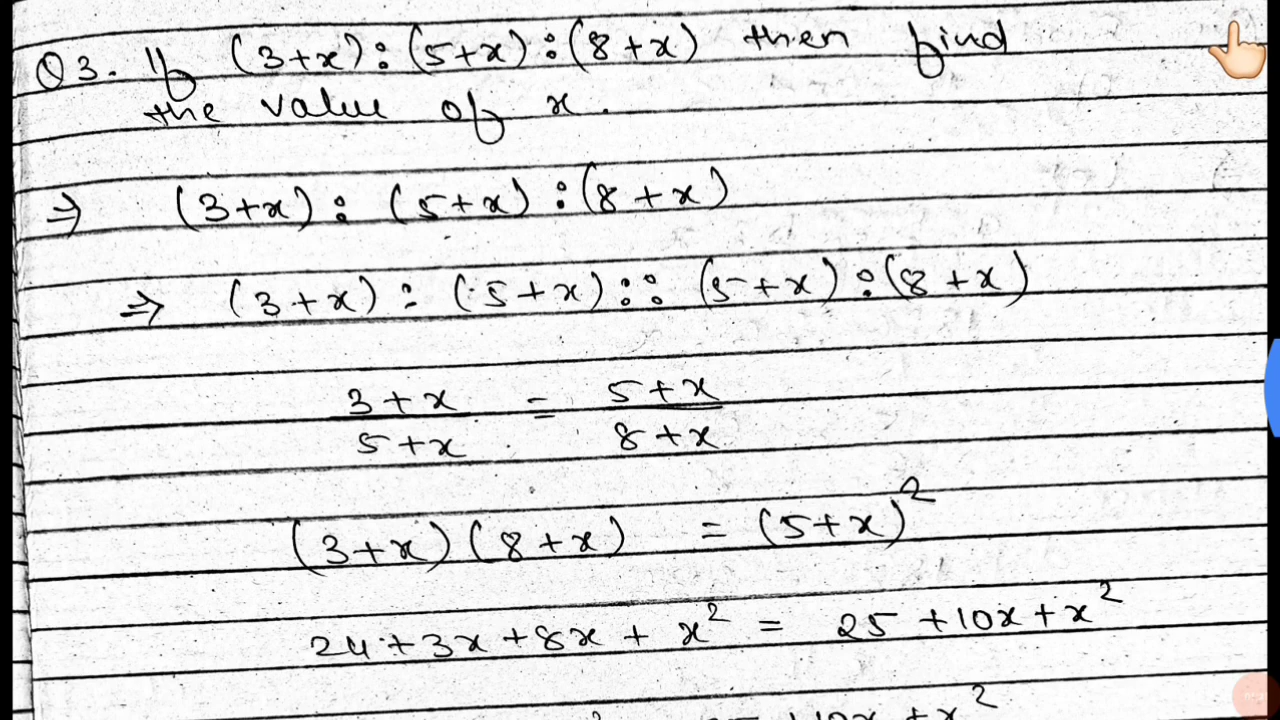 Q3. If (3+x):(5+x):(8+x) then find
the value of x.
⇒ (3+x) : (5+x) :(8+x)
⇒ (3+x) : (5+x) :: (5+x) :(8+x)
3+x = 5+x
5+x 8+x
(3+x)(8+x) = (5+x)²
24+3x+8x + x² = 25 +10x+x²